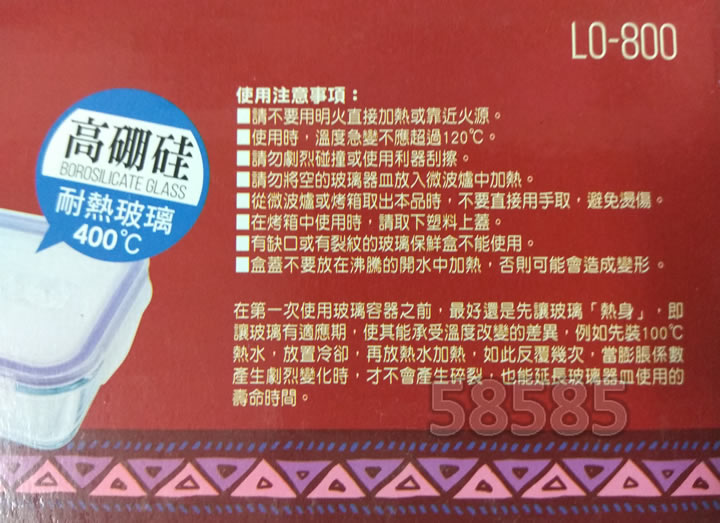 LO-800
使用注意事項：
■請不要用明火直接加熱或靠近火源。
■使用時，溫度急變不應超過120℃。
■請勿劇烈碰撞或使用利器刮擦。
■請勿將空的玻璃器皿放入微波爐中加熱。
■從微波爐或烤箱取出本品時，不要直接用手取，避免燙傷。
■在烤箱中使用時，請取下塑料上蓋。
■有缺口或有裂紋的玻璃保鮮盒不能使用。
■盒蓋不要放在沸騰的開水中加熱，否則可能會造成變形。
高硼硅
BOROSILICATE GLASS
耐熱玻璃
400℃
在第一次使用玻璃容器之前，最好還是先讓玻璃「熱身」，即
讓玻璃有適應期，使其能承受溫度改變的差異，例如先裝100℃
熱水，放置冷卻，再放熱水加熱，如此反覆幾次，當膨脹係數
產生劇烈變化時，才不會產生碎裂，也能延長玻璃器皿使用的
壽命時間。
58585